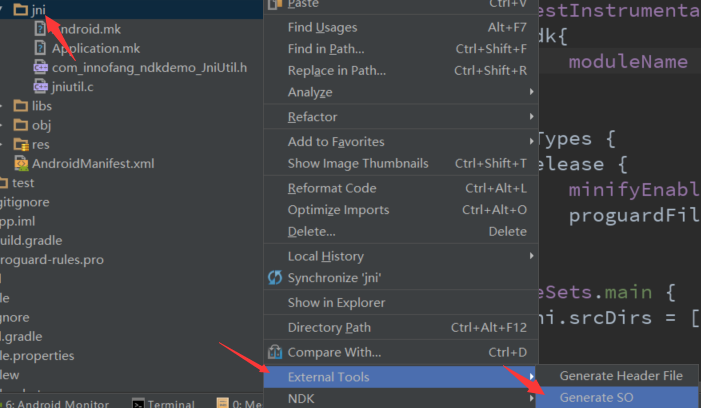 jni
Android.mk
Application.mk
com_innofang_ndkdemo_JniUtil.h
jniutil.c
libs
obj
res
AndroidManifest.xml
test
gitignore
pp.iml
uild.gradle
roguard-rules.pro
le
gnore
l.gradle
le.properties
lew
6: Android Monitor
Terminal
0: Me
Paste Ctrl+V
Find Usages Alt+F7
Find in Path... Ctrl+Shift+F
Replace in Path... Ctrl+Shift+R
Analyze
Refactor
Add to Favorites
Show Image Thumbnails Ctrl+Shift+T
Reformat Code Ctrl+Alt+L
Optimize Imports Ctrl+Alt+O
Delete... Delete
Local History
Synchronize 'jni'
Show in Explorer
Directory Path Ctrl+Alt+F12
Compare With... Ctrl+D
External Tools
NDK
Generate Header File
Generate SO
estInstrumenta
dk{
moduleName
Types {
elease {
minifyEnabl
proguardFil
eSets.main {
ni.srcDirs = [